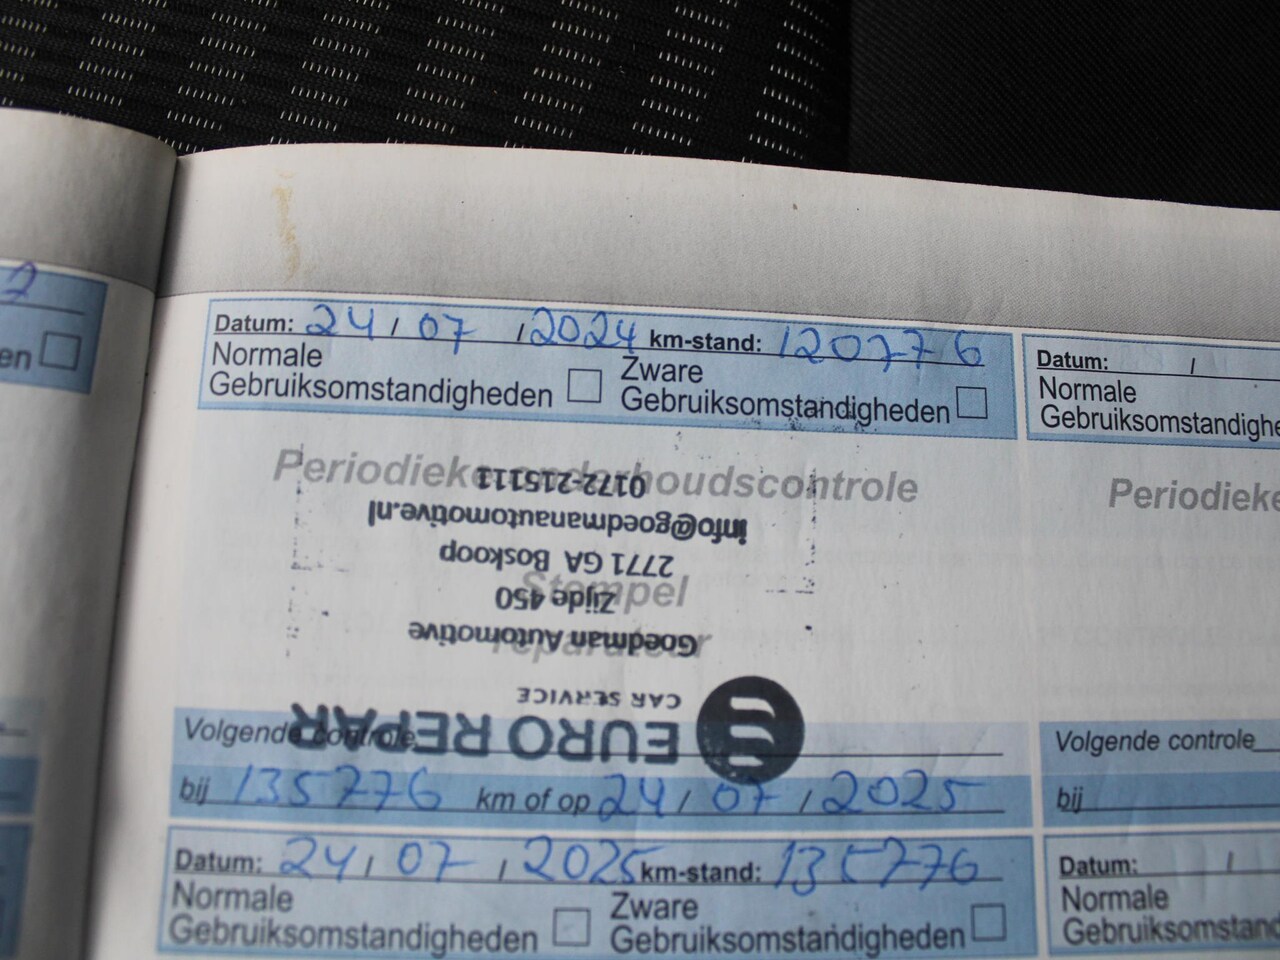 2
en
Datum: 24 / 07 / 2024 km-stand: 120776
Normale Gebruiksomstandigheden
Zware Gebruiksomstandigheden
Periodieke onderhoudscontrole
Stempel
reparateur
EURO REPAR
CAR SERVICE
Goedman Automotive
Zijde 450
2771 GA Boskoop
info@goedmanautomotive.nl
0172-215111
Volgende controle
bij 135776 km of op 24 / 07 / 2025
Datum: 24 / 07 / 2025 km-stand: 135776
Normale Gebruiksomstandigheden
Zware Gebruiksomstandigheden
Datum: /
Normale
Gebruiksomstandighe
Periodieke
Volgende controle
bij
Datum: /
Normale
Gebruiksomstandighe